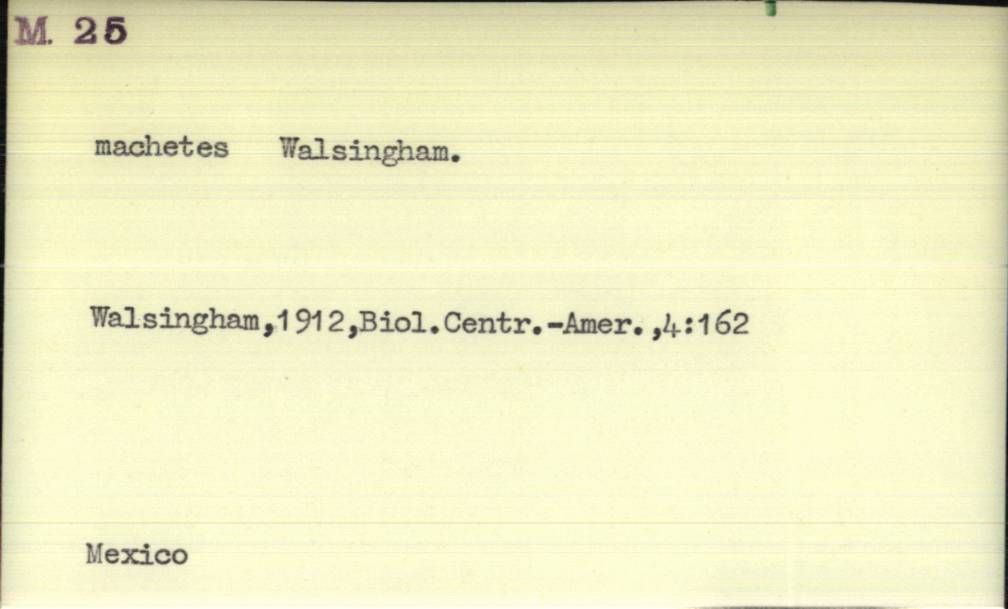 M. 25
machetes Walsingham.
Walsingham,1912,Biol.Centr.-Amer.,4:162
Mexico